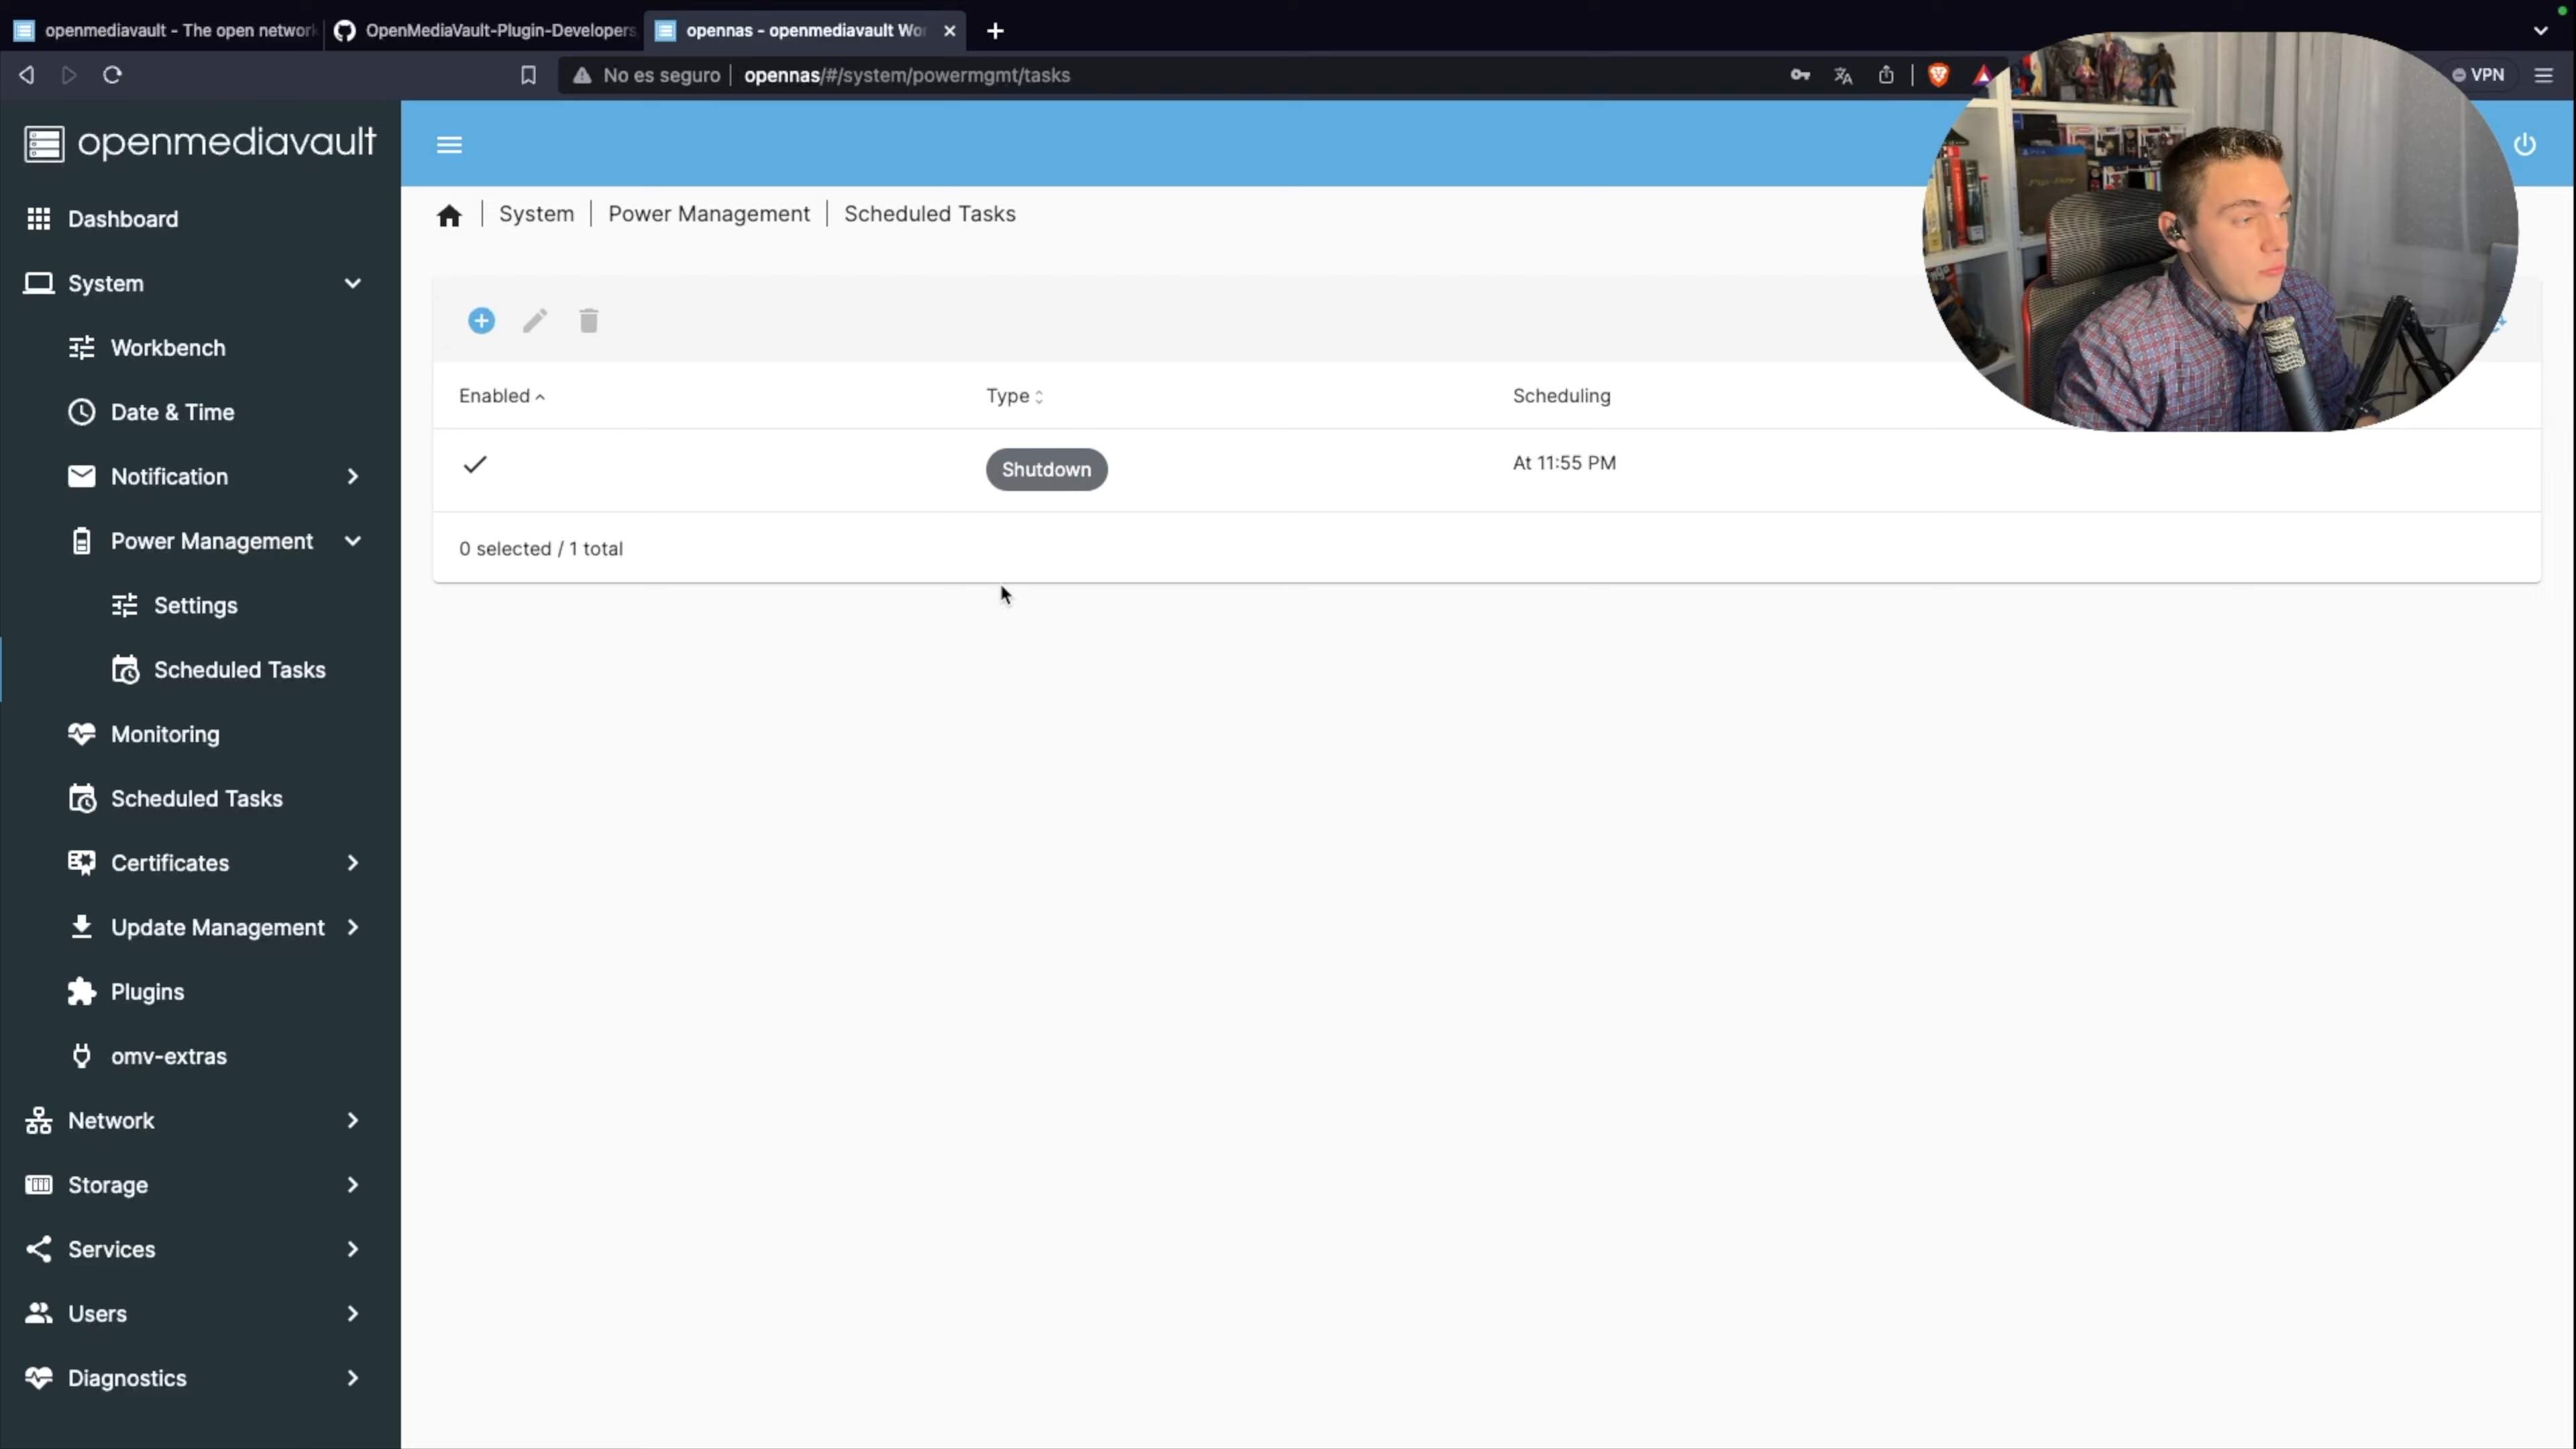 openmediavault - The open network
OpenMediaVault-Plugin-Developers
opennas - openmediavault Wor
No es seguro
opennas/#/system/powermgmt/tasks
VPN
openmediavault
Dashboard
System
Workbench
Date & Time
Notification
Power Management
Settings
Scheduled Tasks
Monitoring
Scheduled Tasks
Certificates
Update Management
Plugins
omv-extras
Network
Storage
Services
Users
Diagnostics
System | Power Management | Scheduled Tasks
Enabled Type Scheduling
Shutdown At 11:55 PM
0 selected / 1 total